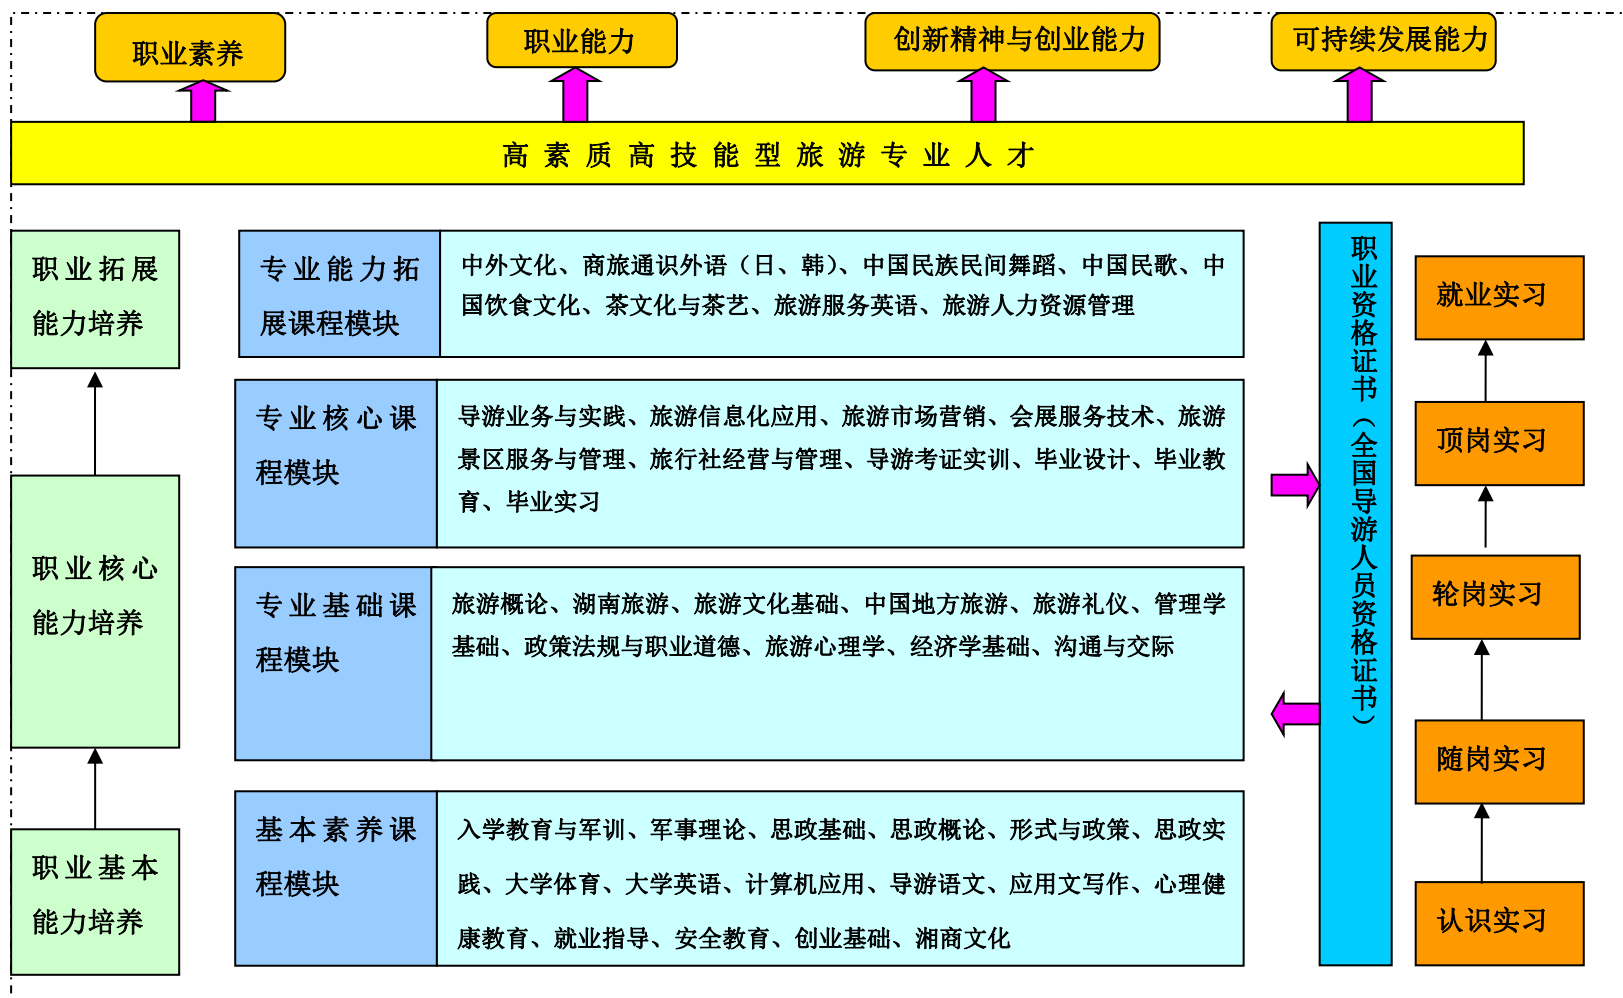 职业素养
职业能力
创新精神与创业能力
可持续发展能力
高素质高技能型旅游专业人才
职业拓展
能力培养
专业能力拓
展课程模块
中外文化、商旅通识外语（日、韩）、中国民族民间舞蹈、中国民歌、中
国饮食文化、茶文化与茶艺、旅游服务英语、旅游人力资源管理
职业核心
能力培养
专业核心课
程模块
导游业务与实践、旅游信息化应用、旅游市场营销、会展服务技术、旅游
景区服务与管理、旅行社经营与管理、导游考证实训、毕业设计、毕业教
育、毕业实习
专业基础课
程模块
旅游概论、湖南旅游、旅游文化基础、中国地方旅游、旅游礼仪、管理学
基础、政策法规与职业道德、旅游心理学、经济学基础、沟通与交际
职业基本
能力培养
基本素养课
程模块
入学教育与军训、军事理论、思政基础、思政概论、形式与政策、思政实
践、大学体育、大学英语、计算机应用、导游语文、应用文写作、心理健
康教育、就业指导、安全教育、创业基础、湘商文化
职业资格证书（全国导游人员资格证书）
就业实习
顶岗实习
轮岗实习
随岗实习
认识实习